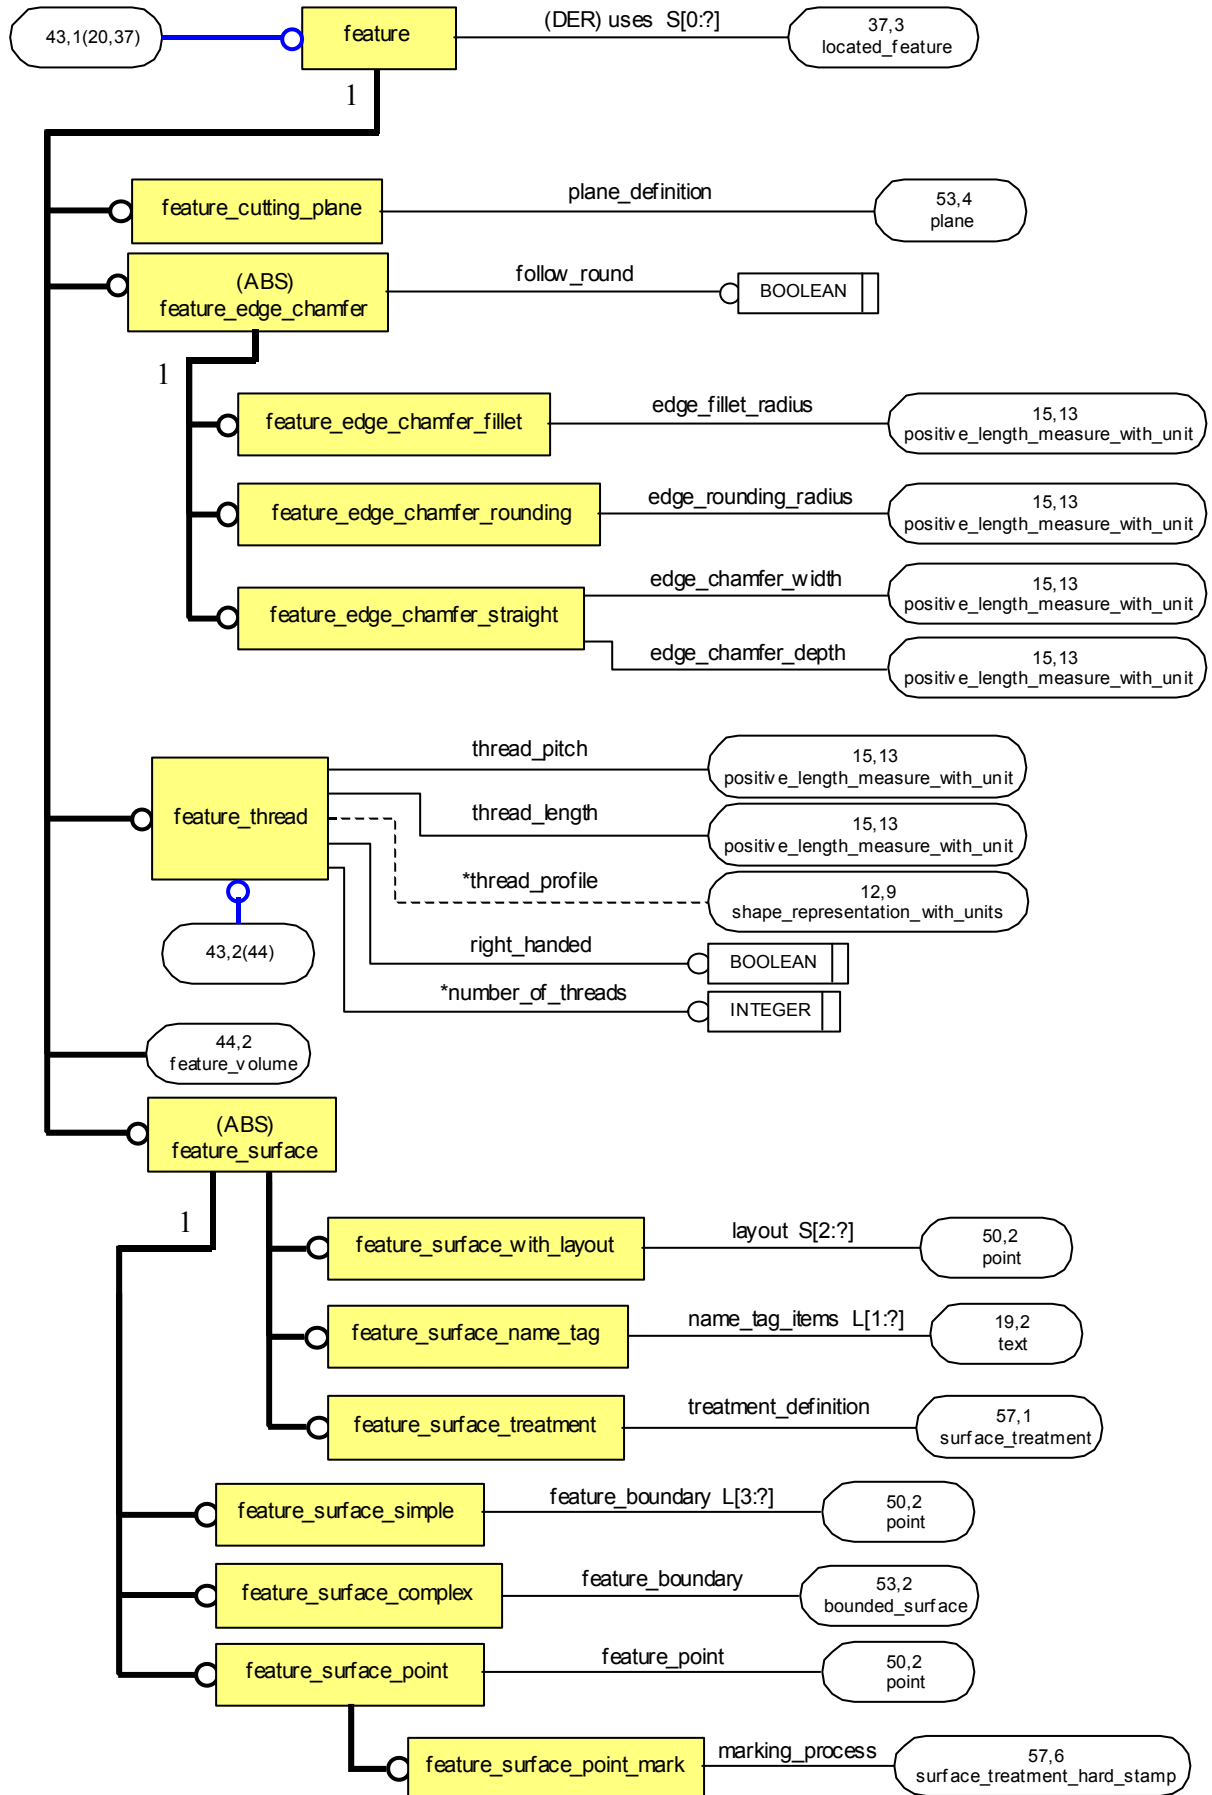 43,1(20,37)
feature
(DER) uses S[0:?]
37,3
located_feature
1
feature_cutting_plane
plane_definition
53,4
plane
(ABS)
feature_edge_chamfer
follow_round
BOOLEAN
1
feature_edge_chamfer_fillet
edge_fillet_radius
15,13
positive_length_measure_with_unit
feature_edge_chamfer_rounding
edge_rounding_radius
15,13
positive_length_measure_with_unit
feature_edge_chamfer_straight
edge_chamfer_width
15,13
positive_length_measure_with_unit
edge_chamfer_depth
15,13
positive_length_measure_with_unit
feature_thread
thread_pitch
15,13
positive_length_measure_with_unit
thread_length
15,13
positive_length_measure_with_unit
*thread_profile
12,9
shape_representation_with_units
43,2(44)
right_handed
BOOLEAN
*number_of_threads
INTEGER
44,2
feature_volume
(ABS)
feature_surface
1
feature_surface_with_layout
layout S[2:?]
50,2
point
feature_surface_name_tag
name_tag_items L[1:?]
19,2
text
feature_surface_treatment
treatment_definition
57,1
surface_treatment
feature_surface_simple
feature_boundary L[3:?]
50,2
point
feature_surface_complex
feature_boundary
53,2
bounded_surface
feature_surface_point
feature_point
50,2
point
feature_surface_point_mark
marking_process
57,6
surface_treatment_hard_stamp